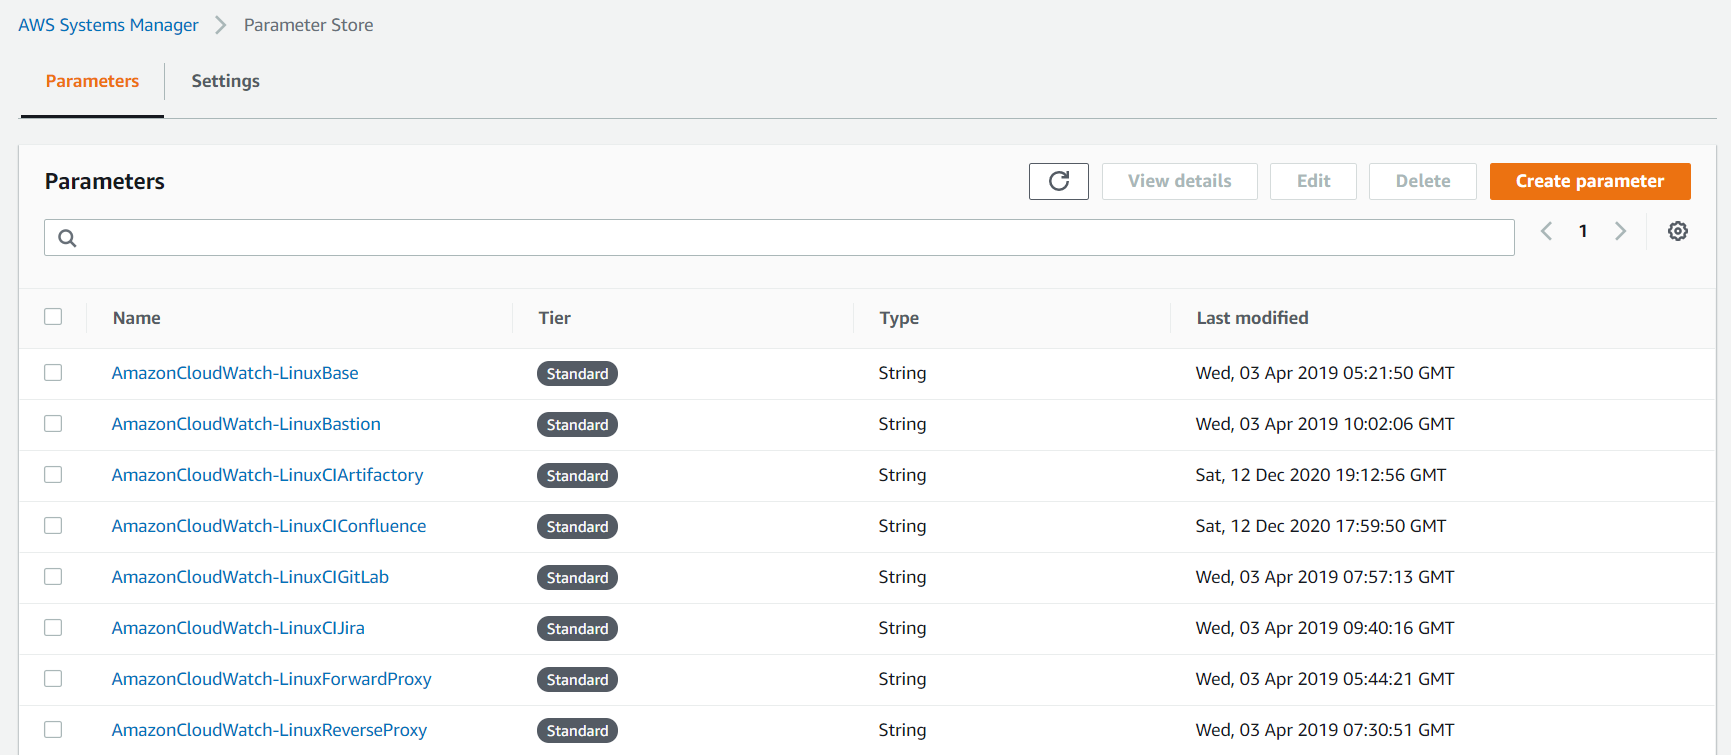 AWS Systems Manager Parameter Store
Parameters Settings
Parameters View details Edit Delete Create parameter
1
Name Tier Type Last modified
AmazonCloudWatch-LinuxBase Standard String Wed, 03 Apr 2019 05:21:50 GMT
AmazonCloudWatch-LinuxBastion Standard String Wed, 03 Apr 2019 10:02:06 GMT
AmazonCloudWatch-LinuxCIArtifactory Standard String Sat, 12 Dec 2020 19:12:56 GMT
AmazonCloudWatch-LinuxCIConfluence Standard String Sat, 12 Dec 2020 17:59:50 GMT
AmazonCloudWatch-LinuxCIGitLab Standard String Wed, 03 Apr 2019 07:57:13 GMT
AmazonCloudWatch-LinuxCIJira Standard String Wed, 03 Apr 2019 09:40:16 GMT
AmazonCloudWatch-LinuxForwardProxy Standard String Wed, 03 Apr 2019 05:44:21 GMT
AmazonCloudWatch-LinuxReverseProxy Standard String Wed, 03 Apr 2019 07:30:51 GMT